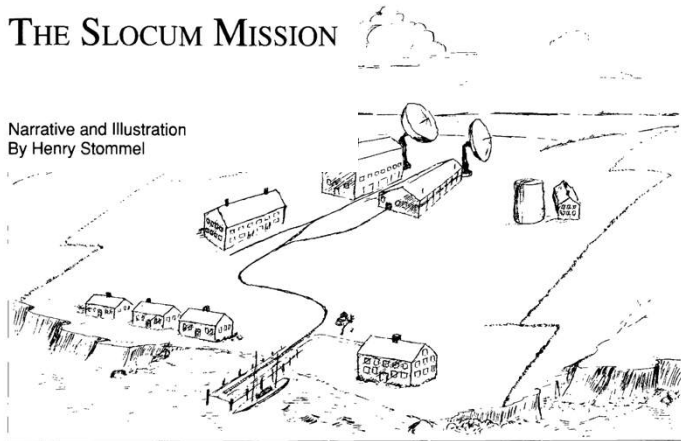 THE SLOCUM MISSION
Narrative and Illustration
By Henry Stommel